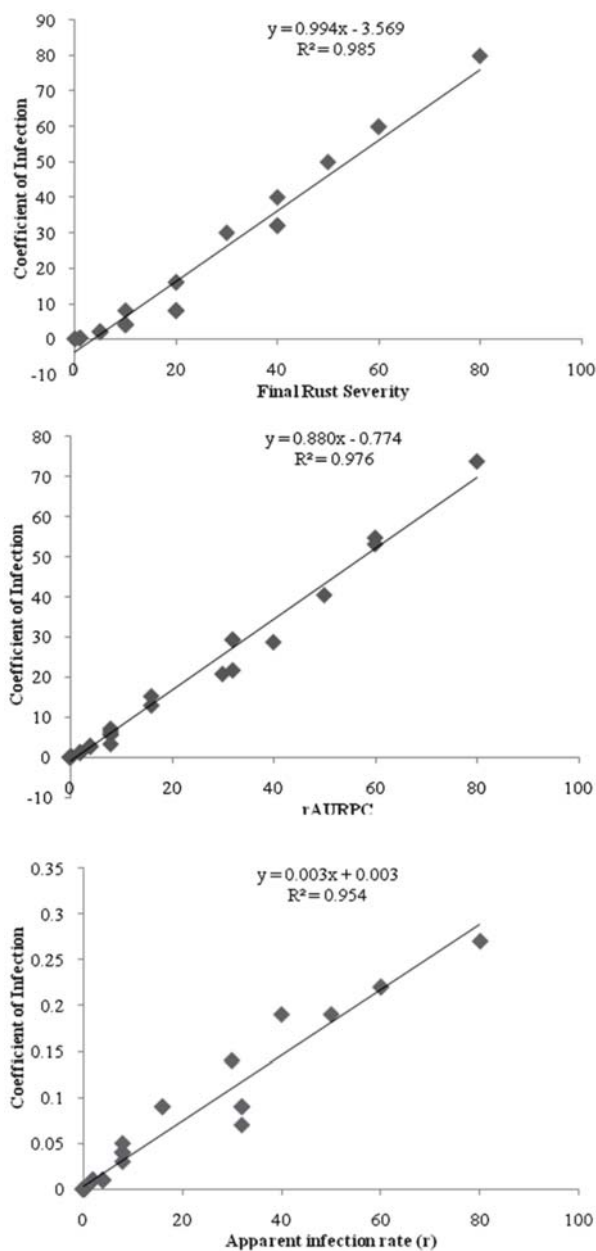 y = 0.994x - 3.569
R² = 0.985
90
80
70
60
50
40
30
20
10
0
-10
Coefficient of Infection
0 20 40 60 80 100
Final Rust Severity
y = 0.880x - 0.774
R² = 0.976
80
70
60
50
40
30
20
10
0
-10
Coefficient of Infection
0 20 40 60 80 100
rAURPC
y = 0.003x + 0.003
R² = 0.954
0.35
0.3
0.25
0.2
0.15
0.1
0.05
0
Coefficient of Infection
0 20 40 60 80 100
Apparent infection rate (r)